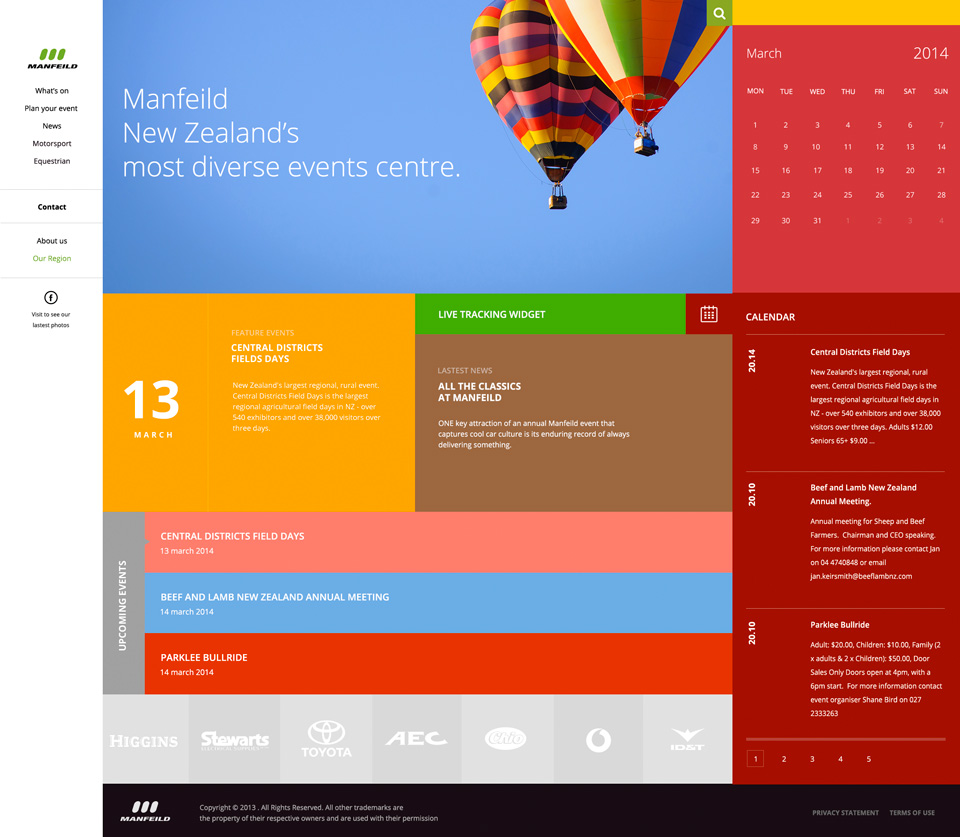 MANFEILD
What's on
Plan your event
News
Motorsport
Equestrian
Contact
About us
Our Region
Visit to see our
lastest photos
Manfeild
New Zealand's
most diverse events centre.
March 2014
MON TUE WED THU FRI SAT SUN
1 2 3 4 5 6 7
8 9 10 11 12 13 14
15 16 17 18 19 20 21
22 23 24 25 26 27 28
29 30 31 1 2 3 4
13
MARCH
FEATURE EVENTS
CENTRAL DISTRICTS
FIELDS DAYS
New Zealand's largest regional, rural event.
Central Districts Field Days is the largest
regional agricultural field days in NZ - over
540 exhibitors and over 38,000 visitors over
three days.
LIVE TRACKING WIDGET
LASTEST NEWS
ALL THE CLASSICS
AT MANFEILD
ONE key attraction of an annual Manfeild event that
captures cool car culture is its enduring record of always
delivering something.
UPCOMING EVENTS
CENTRAL DISTRICTS FIELD DAYS
13 march 2014
BEEF AND LAMB NEW ZEALAND ANNUAL MEETING
14 march 2014
PARKLEE BULLRIDE
14 march 2014
CALENDAR
20.14
Central Districts Field Days
New Zealand's largest regional, rural
event. Central Districts Field Days is the
largest regional agricultural field days in
NZ - over 540 exhibitors and over 38,000
visitors over three days. Adults $12.00
Seniors 65+ $9.00 ...
20.10
Beef and Lamb New Zealand
Annual Meeting.
Annual meeting for Sheep and Beef
Farmers. Chairman and CEO speaking.
For more information please contact Jan
on 04 4740848 or email
jan.keirsmith@beeflambnz.com
20.10
Parklee Bullride
Adult: $20.00, Children: $10.00, Family (2
x adults & 2 x Children): $50.00, Door
Sales Only Doors open at 4pm, with a
6pm start. For more information contact
event organiser Shane Bird on 027
2333263
1 2 3 4 5
HIGGINS
Stewarts
ELECTRICAL SUPPLIES
TOYOTA
AEC
ID&T
MANFEILD
Copyright © 2013 . All Rights Reserved. All other trademarks are
the property of their respective owners and are used with their permission
PRIVACY STATEMENT TERMS OF USE